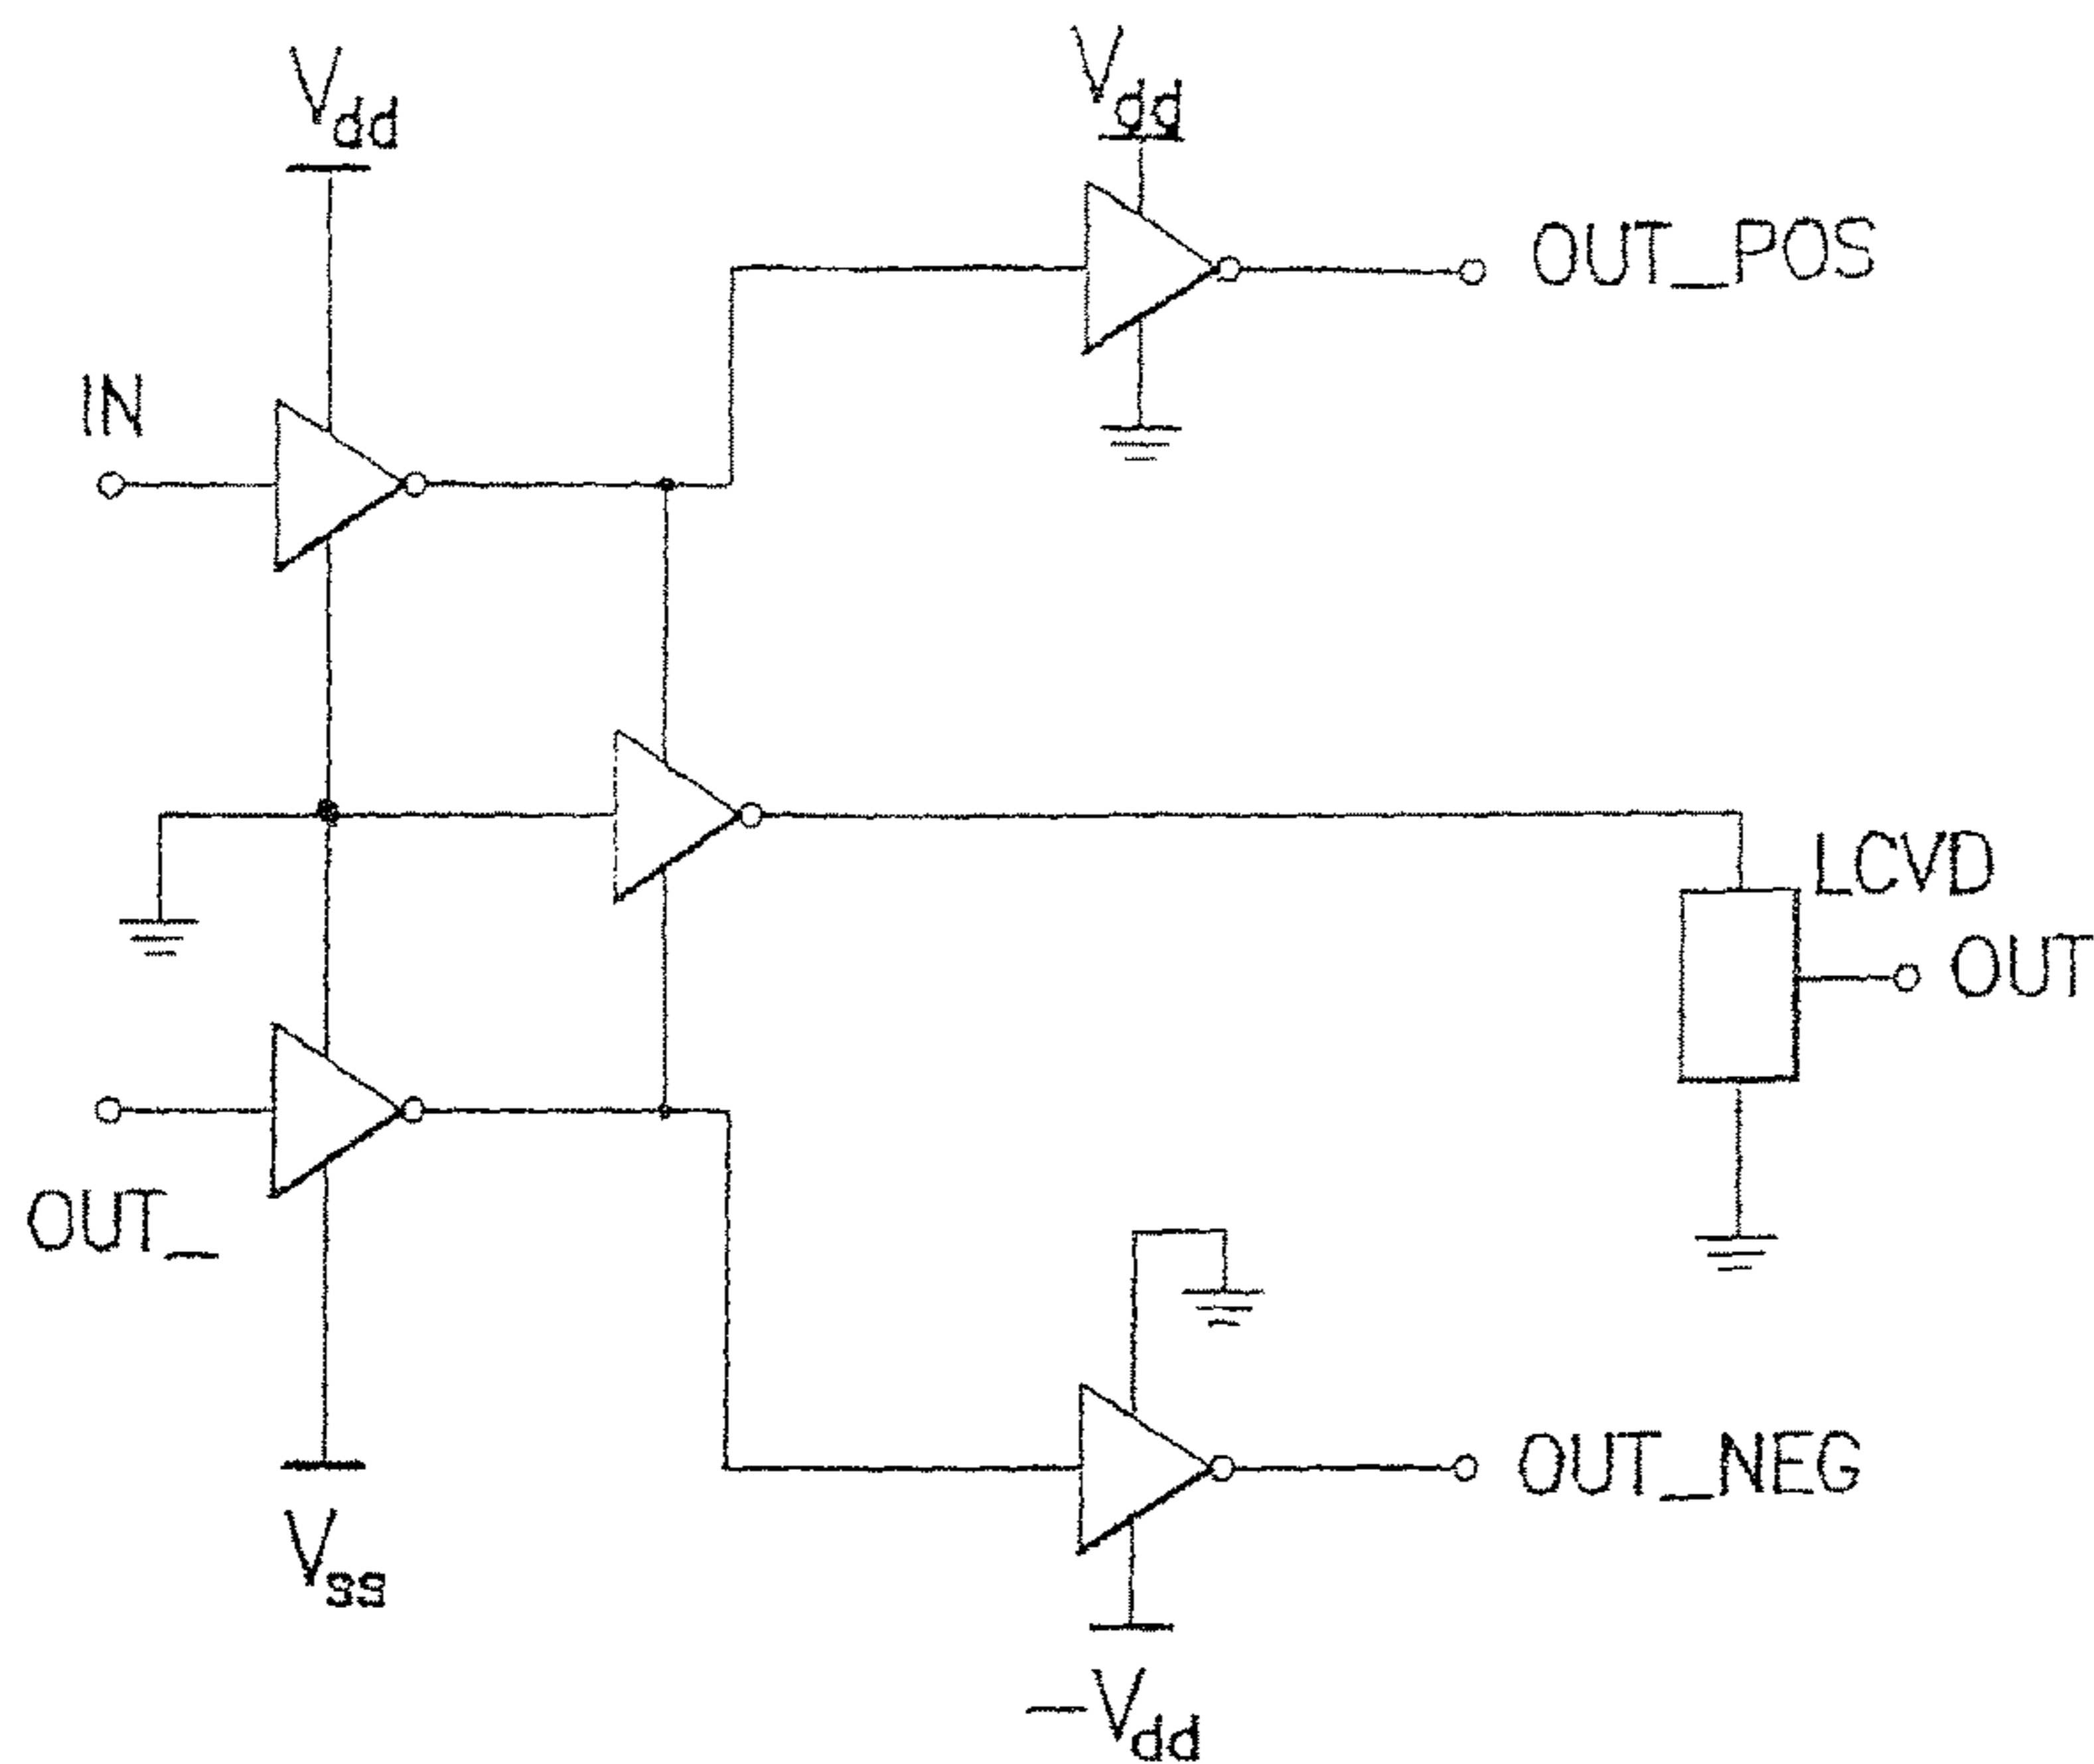 Vdd
Vdd
OUT_POS
IN
LCVD
OUT
OUT_
OUT_NEG
Vss
-Vdd